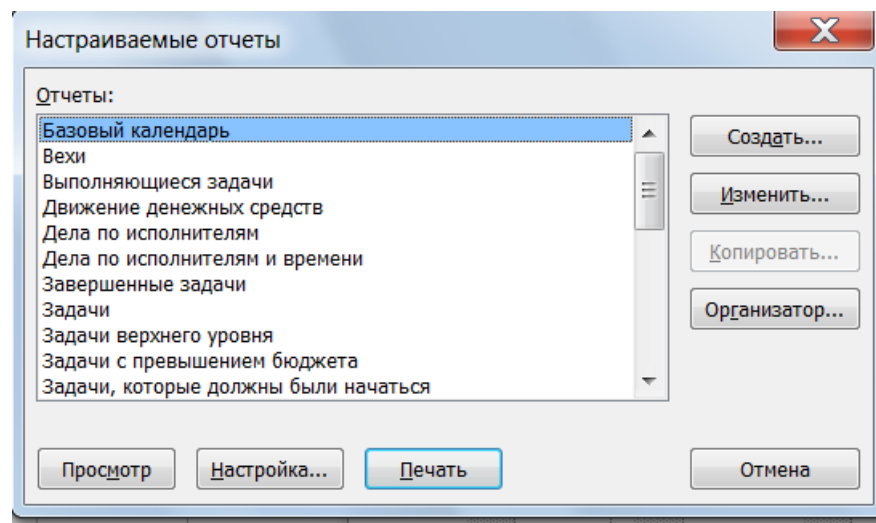 Настраиваемые отчеты
Отчеты:
Базовый календарь
Вехи
Выполняющиеся задачи
Движение денежных средств
Дела по исполнителям
Дела по исполнителям и времени
Завершенные задачи
Задачи
Задачи верхнего уровня
Задачи с превышением бюджета
Задачи, которые должны были начаться
Создать...
Изменить...
Копировать...
Организатор...
Просмотр
Настройка...
Печать
Отмена